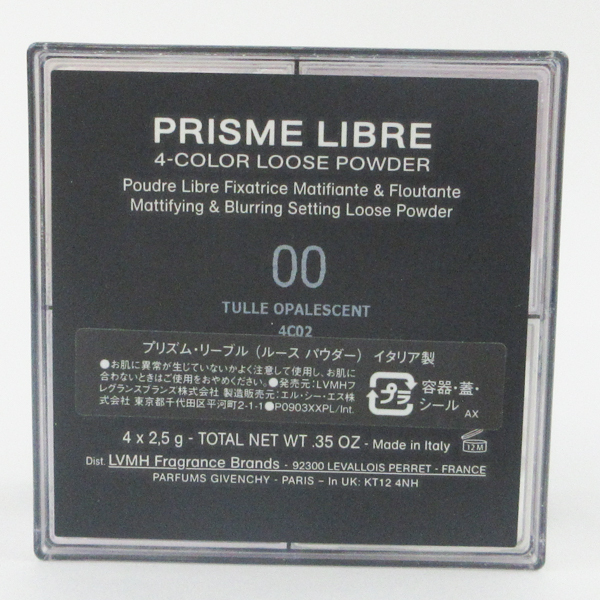 PRISME LIBRE
4-COLOR LOOSE POWDER
Poudre Libre Fixatrice Matifiante & Floutante
Mattifying & Blurring Setting Loose Powder
00
TULLE OPALESCENT
4C02
プリズム・リーブル（ルース パウダー） イタリア製
●お肌に異常が生じていないかよく注意して使用し、お肌に
合わないときはご使用をおやめください。●発売元:LVMHフ
レグランスブランズ株式会社 製造販売元:エル・シー・エス株
式会社 東京都千代田区平河町2-1-1●P0903XXPL/Int.
プラ
容器・蓋・
シール
AX
4 x 2,5 g - TOTAL NET WT .35 OZ - Made in Italy
12 M
Dist. LVMH Fragrance Brands - 92300 LEVALLOIS PERRET - FRANCE
PARFUMS GIVENCHY - PARIS – In UK: KT12 4NH